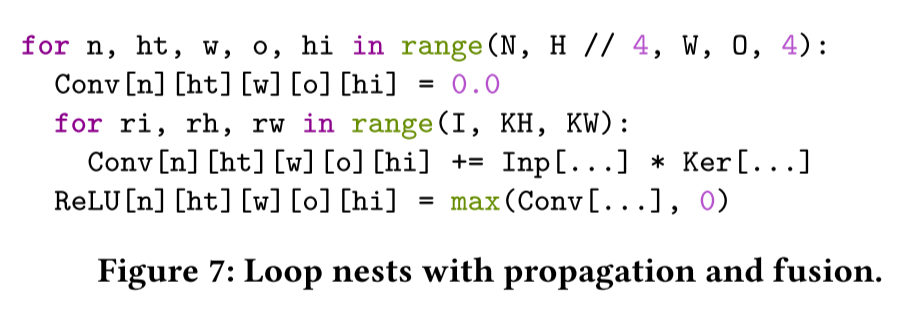 for n, ht, w, o, hi in range(N, H // 4, W, O, 4):
  Conv[n][ht][w][o][hi] = 0.0
  for ri, rh, rw in range(I, KH, KW):
    Conv[n][ht][w][o][hi] += Inp[...] * Ker[...]
  ReLU[n][ht][w][o][hi] = max(Conv[...], 0)
Figure 7: Loop nests with propagation and fusion.